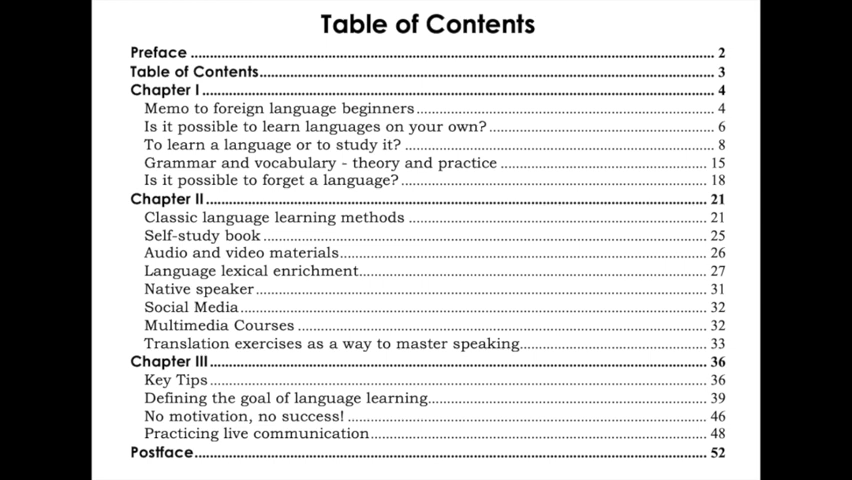 Table of Contents
Preface ........ 2
Table of Contents ........ 3
Chapter I ........ 4
Memo to foreign language beginners ........ 4
Is it possible to learn languages on your own? ........ 6
To learn a language or to study it? ........ 8
Grammar and vocabulary - theory and practice ........ 15
Is it possible to forget a language? ........ 18
Chapter II ........ 21
Classic language learning methods ........ 21
Self-study book ........ 25
Audio and video materials ........ 26
Language lexical enrichment ........ 27
Native speaker ........ 31
Social Media ........ 32
Multimedia Courses ........ 32
Translation exercises as a way to master speaking ........ 33
Chapter III ........ 36
Key Tips ........ 36
Defining the goal of language learning ........ 39
No motivation, no success! ........ 46
Practicing live communication ........ 48
Postface ........ 52